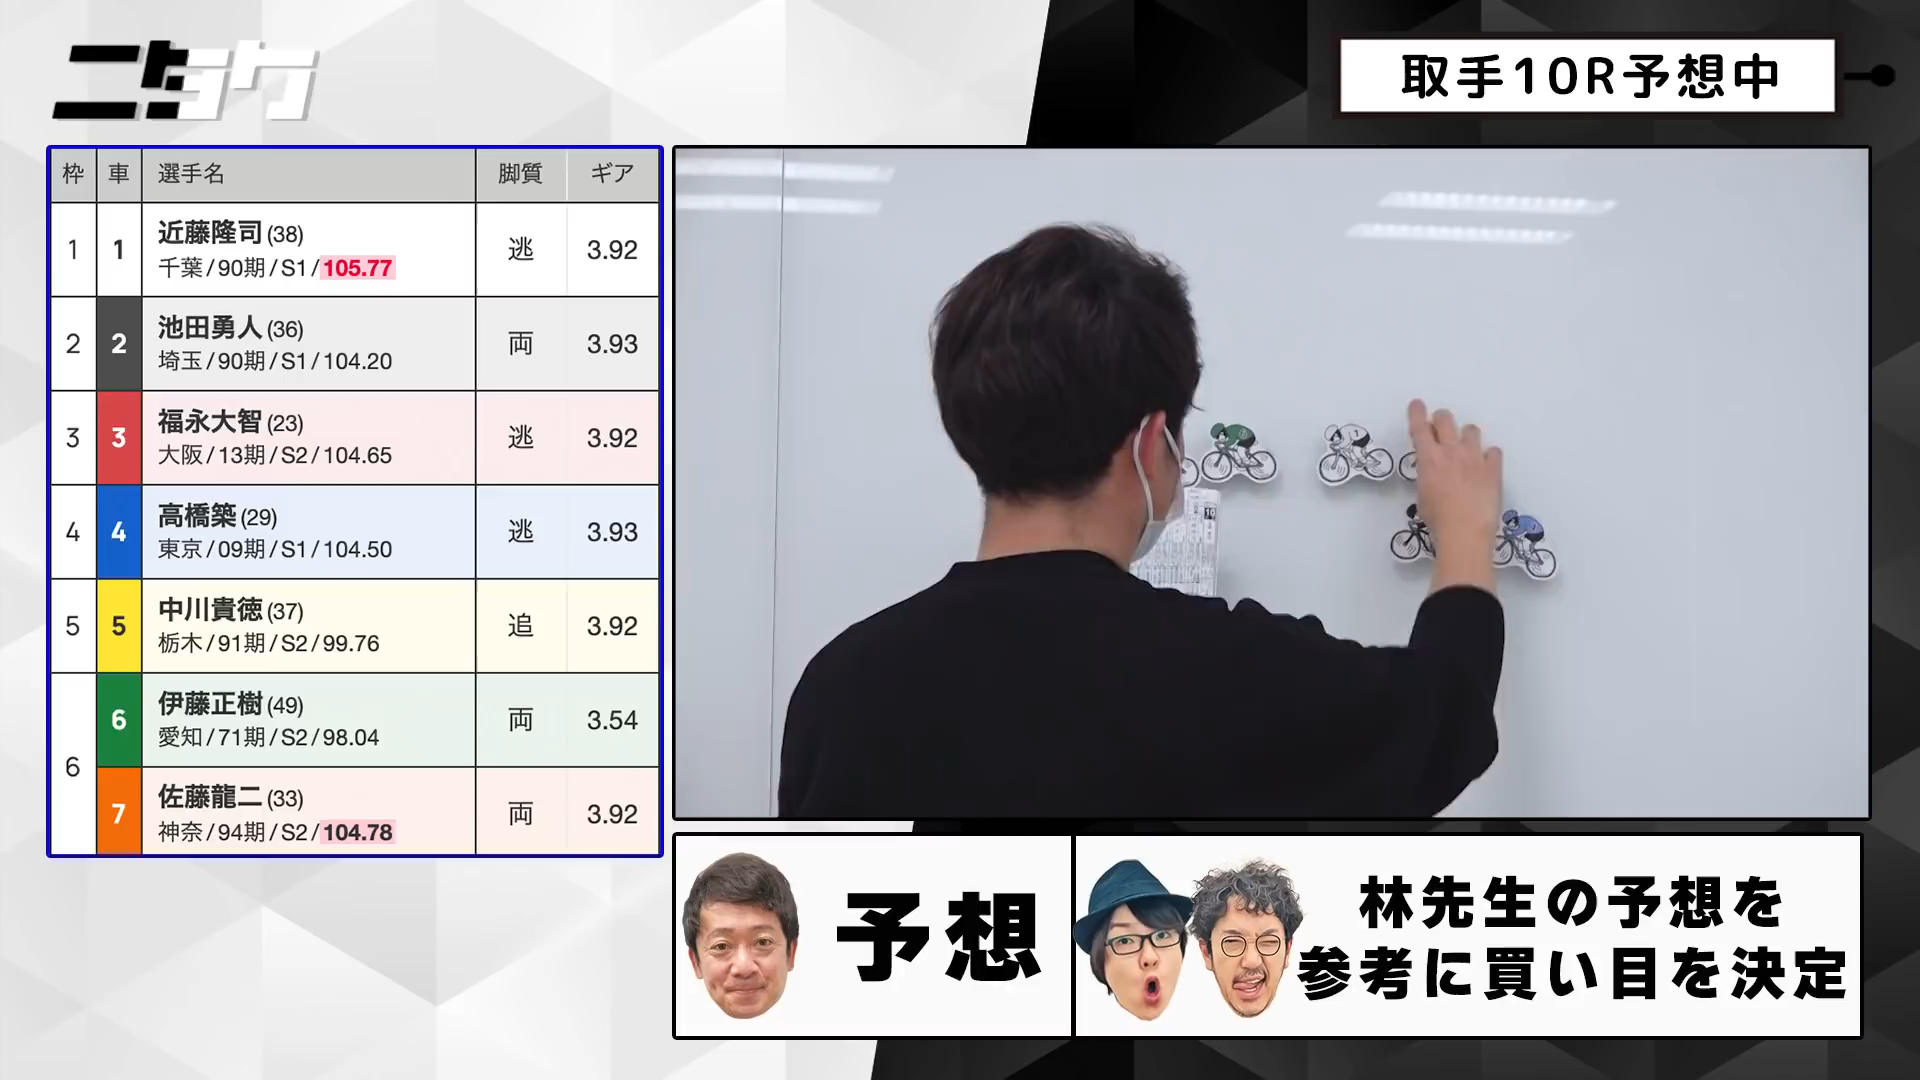 ニタク
取手10R予想中
枠 車 選手名 脚質 ギア
1 1 近藤隆司 (38) 逃 3.92
千葉/90期/S1/105.77
2 2 池田勇人 (36) 両 3.93
埼玉/90期/S1/104.20
3 3 福永大智 (23) 逃 3.92
大阪/13期/S2/104.65
4 4 高橋築 (29) 逃 3.93
東京/09期/S1/104.50
5 5 中川貴徳 (37) 追 3.92
栃木/91期/S2/99.76
6 6 伊藤正樹 (49) 両 3.54
愛知/71期/S2/98.04
7 佐藤龍二 (33) 両 3.92
神奈/94期/S2/104.78
予想
林先生の予想を
参考に買い目を決定